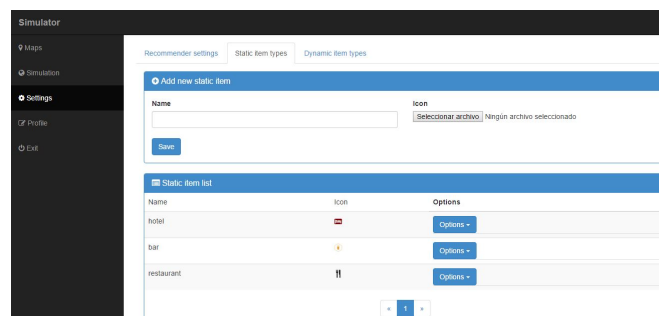 Simulator
Maps
Simulation
Settings
Profile
Exit
Recommender settings Static item types Dynamic item types
Add new static item
Name Icon
Seleccionar archivo Ningún archivo seleccionado
Save
Static item list
Name Icon Options
hotel Options
bar Options
restaurant Options
« 1 »